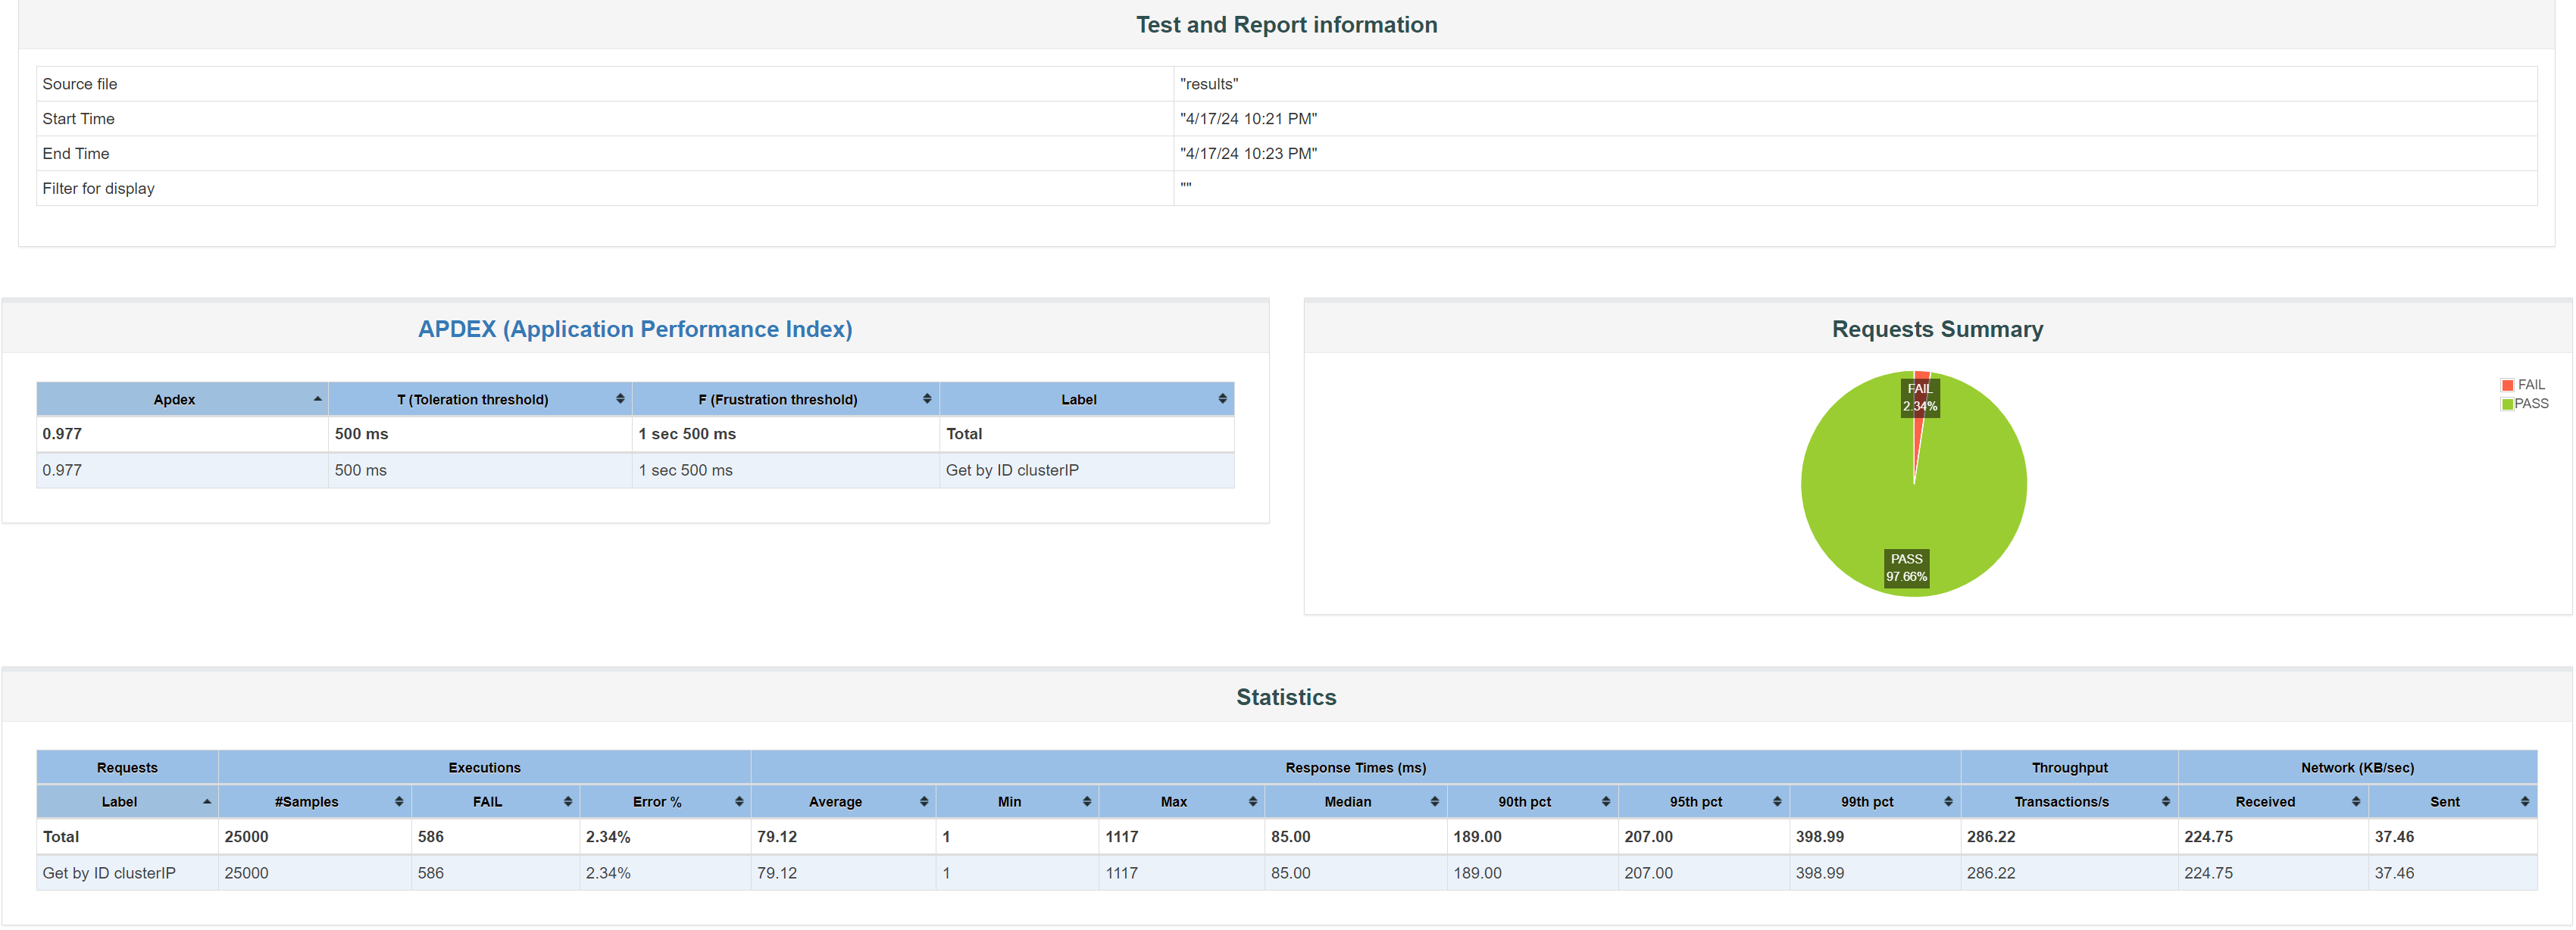 Test and Report information
Source file "results"
Start Time "4/17/24 10:21 PM"
End Time "4/17/24 10:23 PM"
Filter for display ""
APDEX (Application Performance Index)
Apdex T (Toleration threshold) F (Frustration threshold) Label
0.977 500 ms 1 sec 500 ms Total
0.977 500 ms 1 sec 500 ms Get by ID clusterIP
Requests Summary
FAIL
2.34%
PASS
97.66%
FAIL
PASS
Statistics
Requests Executions Response Times (ms) Throughput Network (KB/sec)
Label #Samples FAIL Error % Average Min Max Median 90th pct 95th pct 99th pct Transactions/s Received Sent
Total 25000 586 2.34% 79.12 1 1117 85.00 189.00 207.00 398.99 286.22 224.75 37.46
Get by ID clusterIP 25000 586 2.34% 79.12 1 1117 85.00 189.00 207.00 398.99 286.22 224.75 37.46